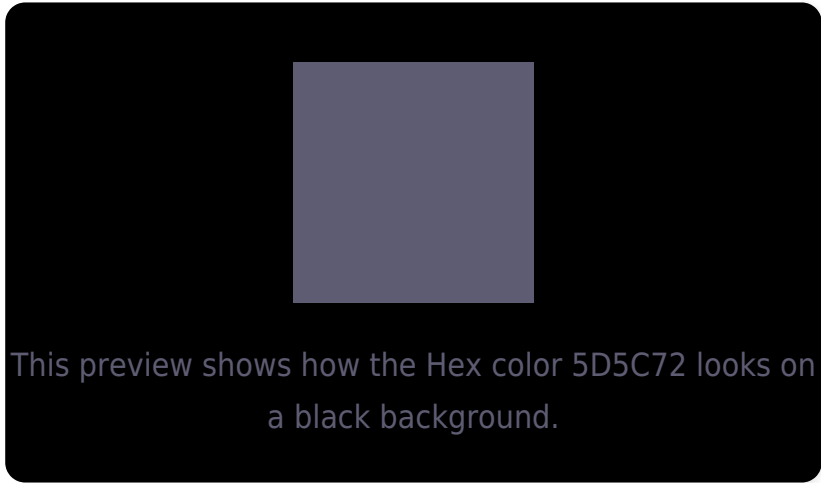 This preview shows how the Hex color 5D5C72 looks on
a black background.